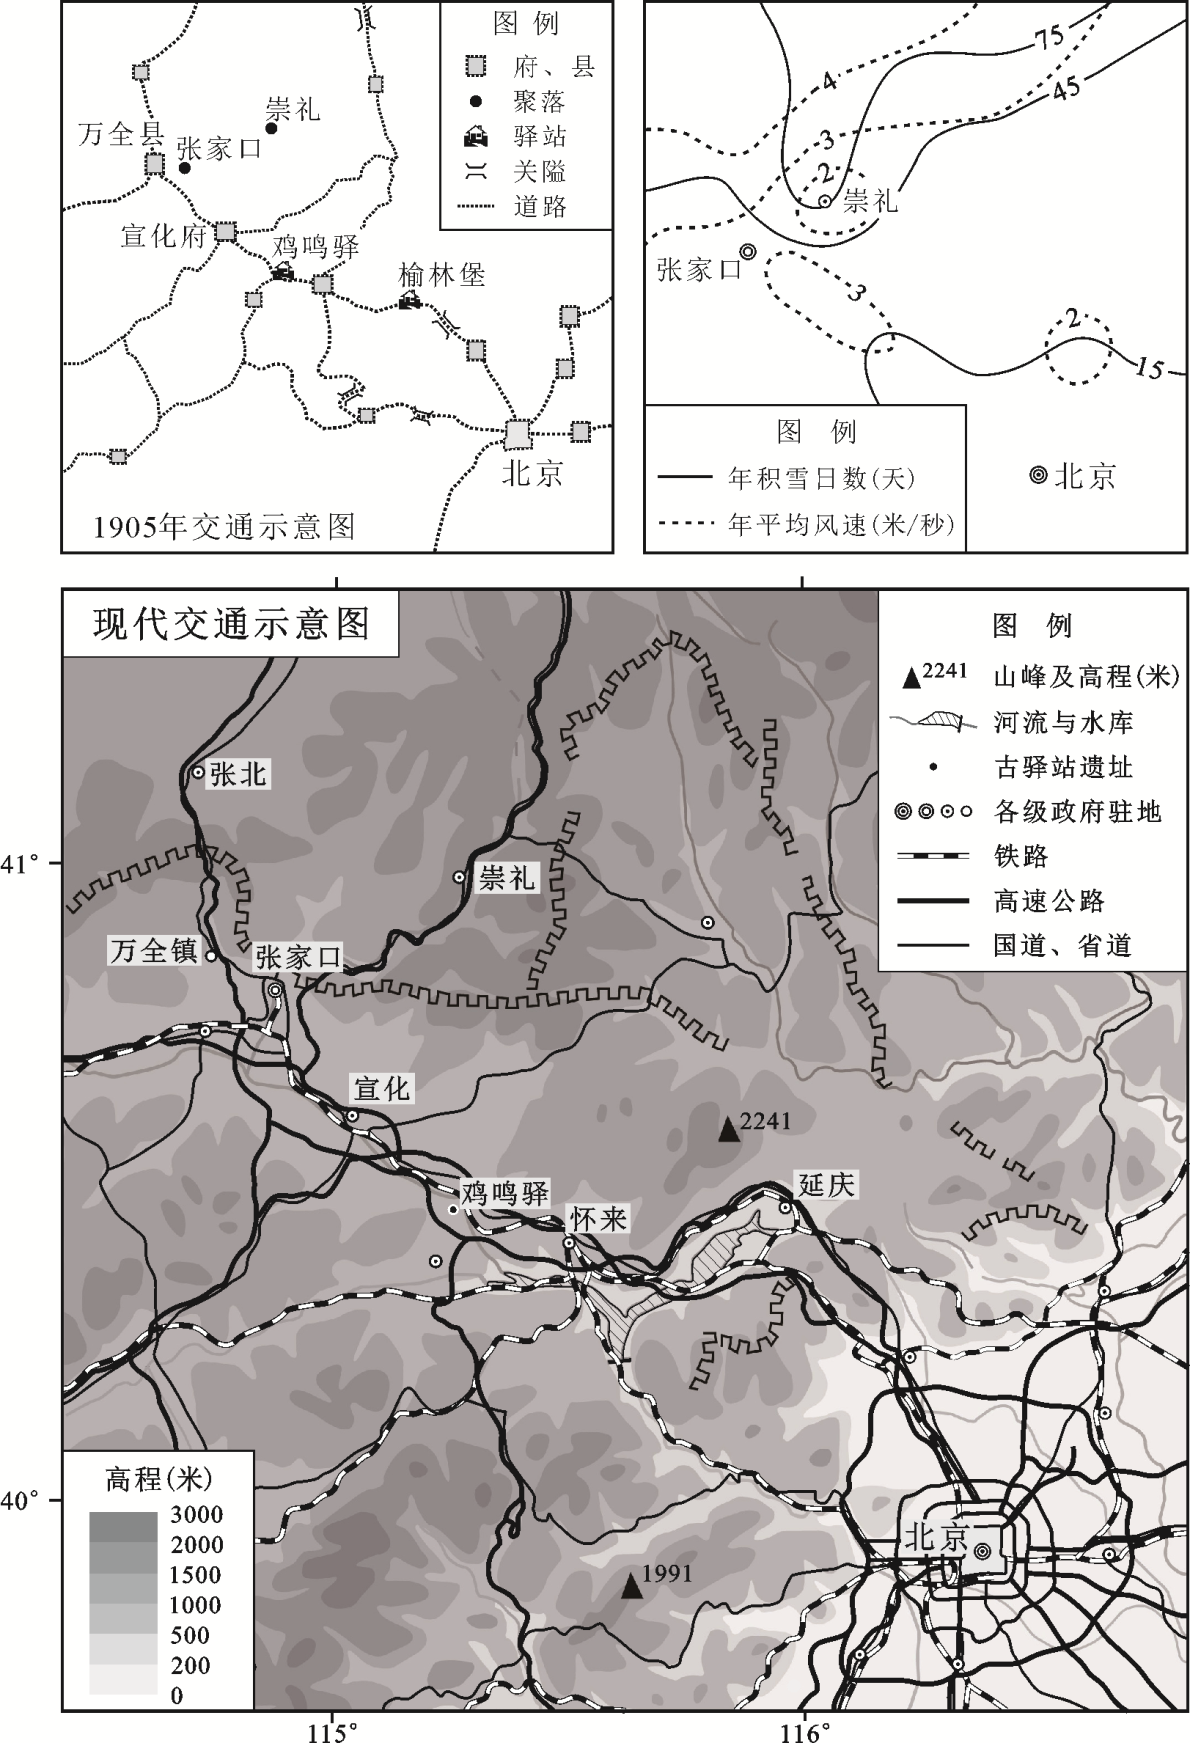 图 例
府、县
聚落
驿站
关隘
道路
崇礼
万全县
张家口
宣化府
鸡鸣驿
榆林堡
北京
1905年交通示意图
75
45
4
3
2
崇礼
张家口
3
2
15
图 例
年积雪日数(天)
年平均风速(米/秒)
北京
现代交通示意图
图 例
2241 山峰及高程(米)
河流与水库
古驿站遗址
各级政府驻地
铁路
高速公路
国道、省道
张北
41°
崇礼
万全镇
张家口
宣化
2241
鸡鸣驿
延庆
怀来
高程(米)
3000
2000
1500
1000
500
200
0
40°
北京
1991
115°
116°